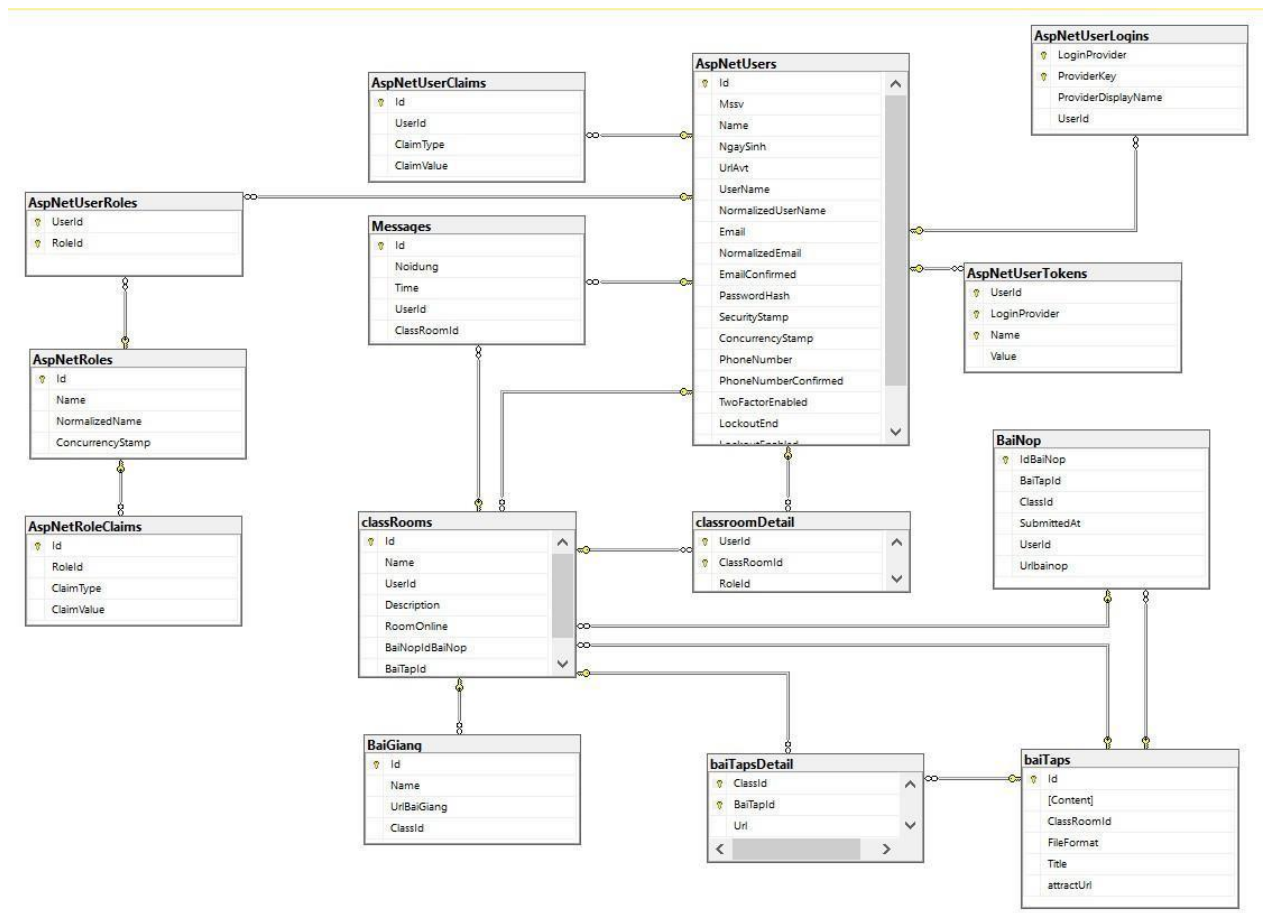 AspNetUserLogins
LoginProvider
ProviderKey
ProviderDisplayName
UserId
AspNetUsers
Id
Mssv
Name
NgaySinh
UrlAvt
UserName
NormalizedUserName
Email
NormalizedEmail
EmailConfirmed
PasswordHash
SecurityStamp
ConcurrencyStamp
PhoneNumber
PhoneNumberConfirmed
TwoFactorEnabled
LockoutEnd
LockoutEnabled
AspNetUserClaims
Id
UserId
ClaimType
ClaimValue
AspNetUserRoles
UserId
RoleId
Messages
Id
Noidung
Time
UserId
ClassRoomId
AspNetUserTokens
UserId
LoginProvider
Name
Value
AspNetRoles
Id
Name
NormalizedName
ConcurrencyStamp
BaiNop
IdBaiNop
BaiTapId
ClassId
SubmittedAt
UserId
Urlbainop
AspNetRoleClaims
Id
RoleId
ClaimType
ClaimValue
classRooms
Id
Name
UserId
Description
RoomOnline
BaiNopIdBaiNop
BaiTapId
classroomDetail
UserId
ClassRoomId
RoleId
BaiGiang
Id
Name
UrlBaiGiang
ClassId
baiTapsDetail
ClassId
BaiTapId
Url
baiTaps
Id
[Content]
ClassRoomId
FileFormat
Title
attractUrl